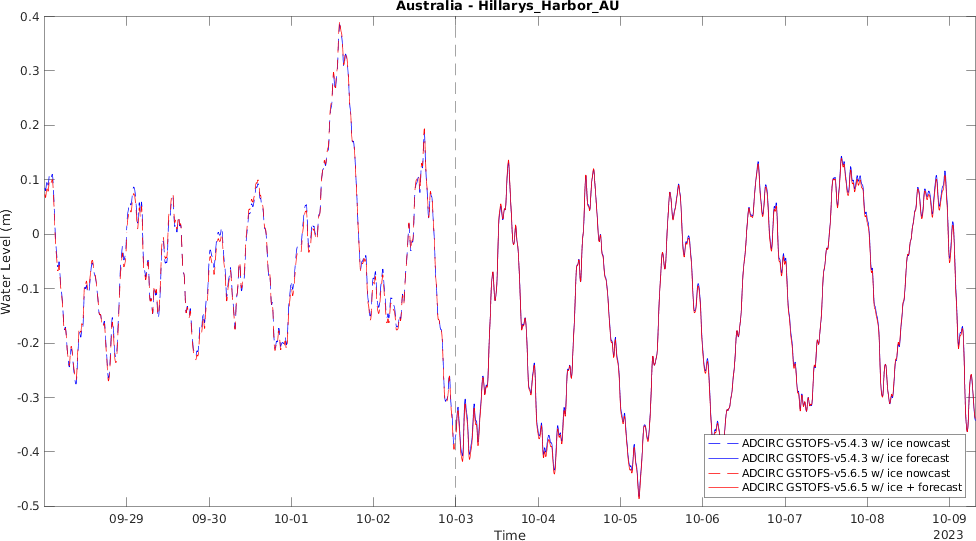 Australia - Hillarys_Harbor_AU
0.4
0.3
0.2
0.1
0
-0.1
-0.2
-0.3
-0.4
-0.5
Water Level (m)
ADCIRC GSTOFS-v5.4.3 w/ ice nowcast
ADCIRC GSTOFS-v5.4.3 w/ ice forecast
ADCIRC GSTOFS-v5.6.5 w/ ice nowcast
ADCIRC GSTOFS-v5.6.5 w/ ice + forecast
09-29 09-30 10-01 10-02 10-03 10-04 10-05 10-06 10-07 10-08 10-09
Time 2023